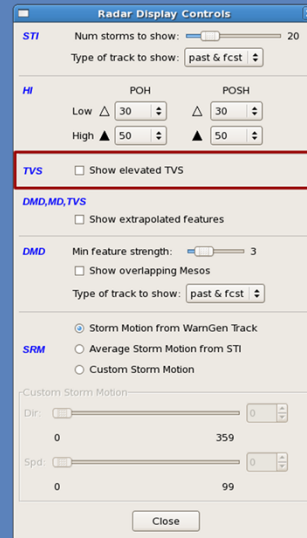 Radar Display Controls
STI Num storms to show: 20
Type of track to show: past & fcst
HI POH POSH
Low 30 30
High 50 50
TVS Show elevated TVS
DMD,MD,TVS
Show extrapolated features
DMD Min feature strength: 3
Show overlapping Mesos
Type of track to show: past & fcst
Storm Motion from WarnGen Track
SRM Average Storm Motion from STI
Custom Storm Motion
Custom Storm Motion
Dir: 0
0 359
Spd: 0
0 99
Close